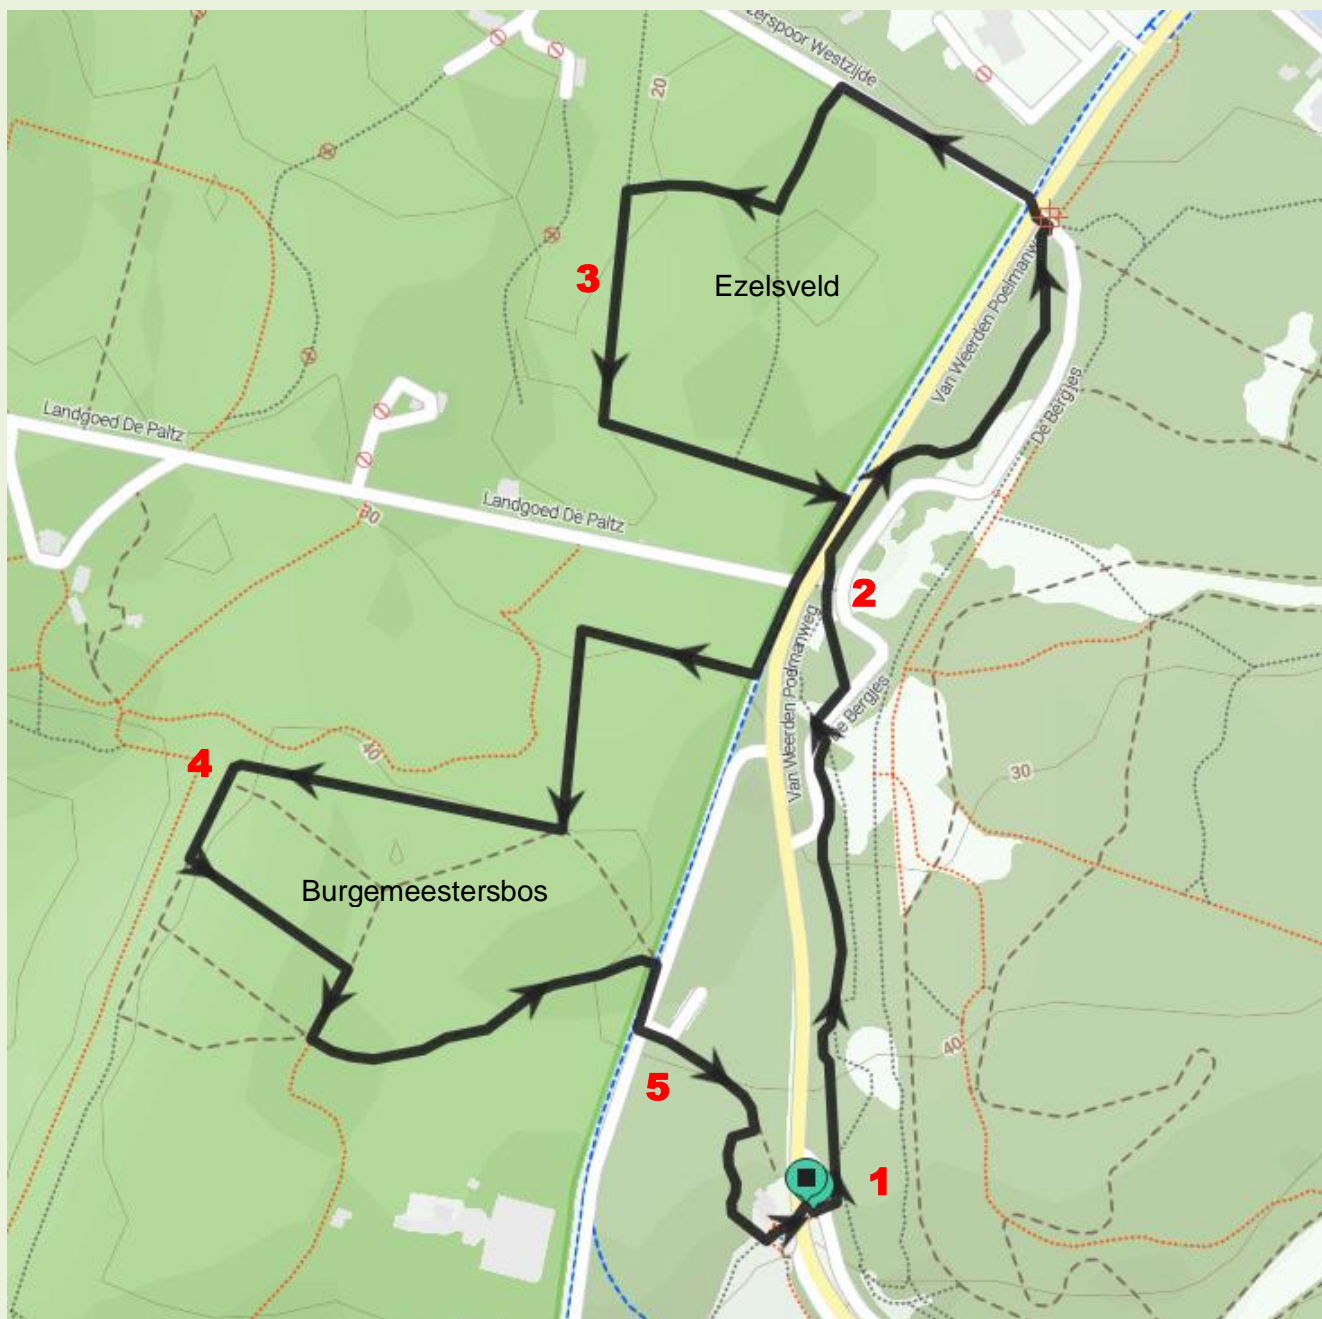 zerspoor Westzijde
20
3
Ezelsveld
Van Weerden Poelmanweg
De Bergjes
Landgoed De Paltz
30
Landgoed De Paltz
2
Van Weerden Poelmanweg
De Bergjes
4
40
30
Burgemeestersbos
40
5
1